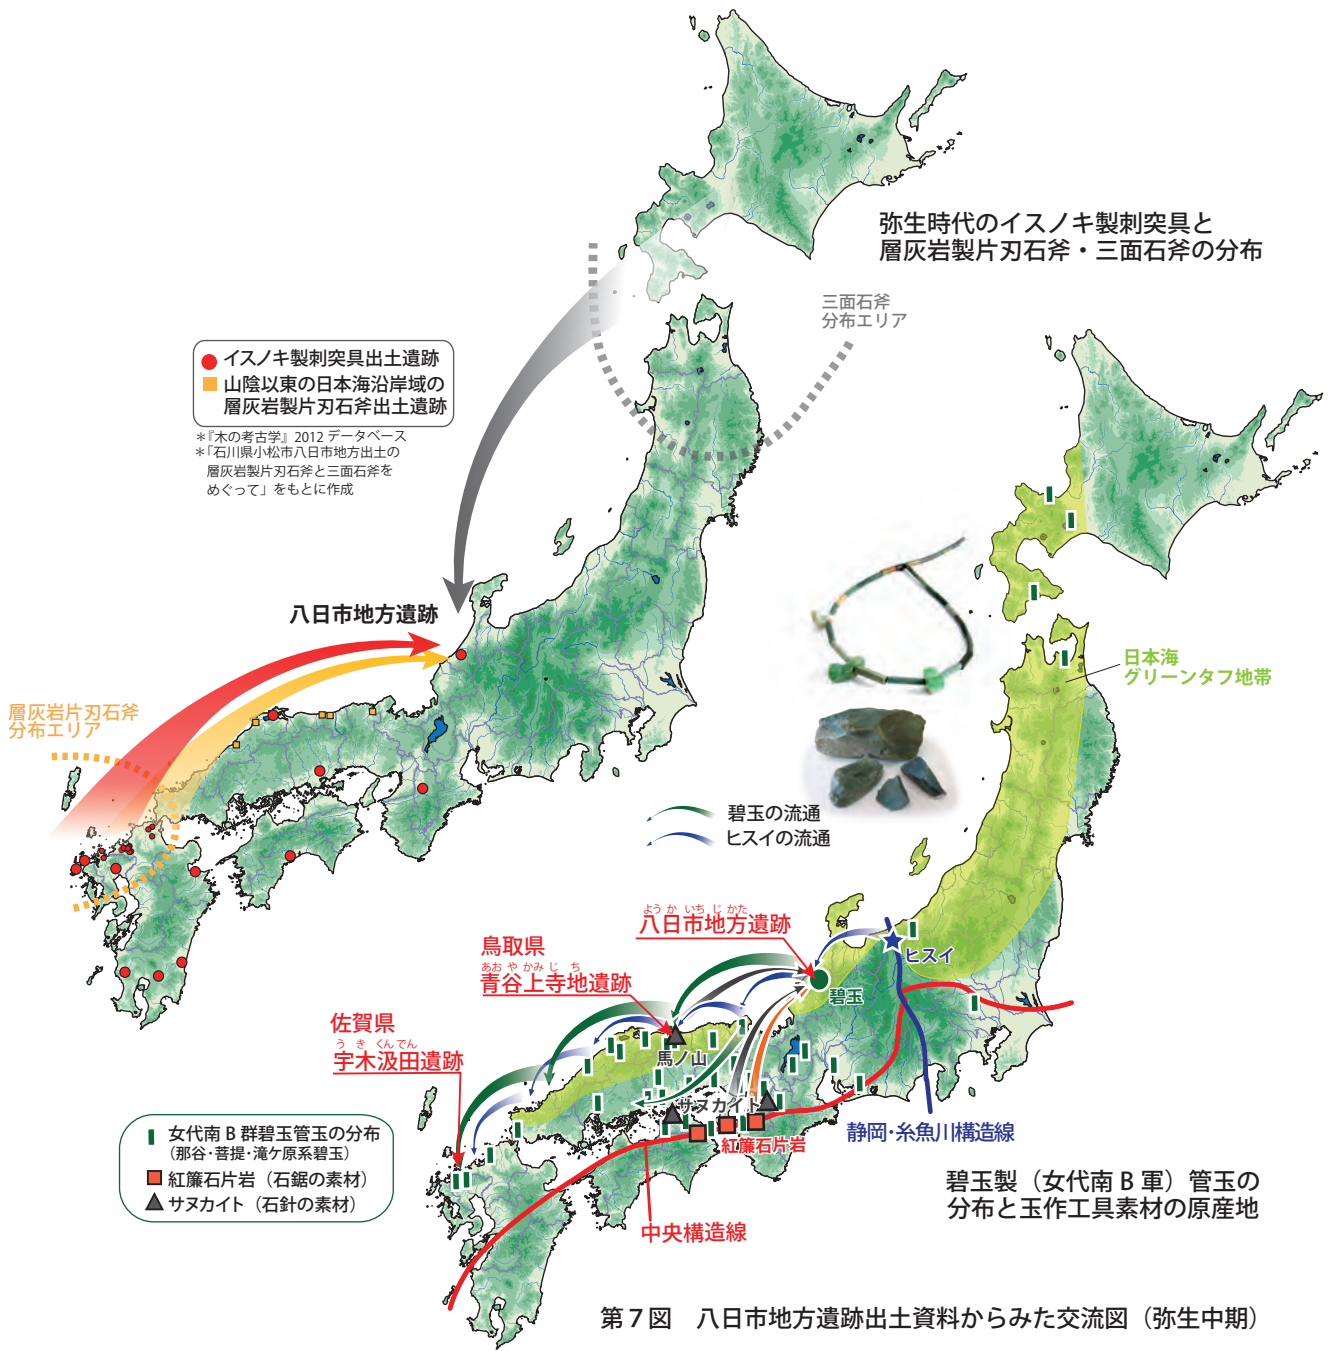 弥生時代のイスノキ製刺突具と
層灰岩製片刃石斧・三面石斧の分布
三面石斧
分布エリア
イスノキ製刺突具出土遺跡
山陰以東の日本海沿岸域の
層灰岩製片刃石斧出土遺跡
＊『木の考古学』2012 データベース
＊「石川県小松市八日市地方出土の
層灰岩製片刃石斧と三面石斧を
めぐって」をもとに作成
八日市地方遺跡
層灰岩片刃石斧
分布エリア
日本海
グリーンタフ地帯
碧玉の流通
ヒスイの流通
よう か いち じ かた
八日市地方遺跡
鳥取県
あお や かみ じ ち
青谷上寺地遺跡
佐賀県
う き くんでん
宇木汲田遺跡
ヒスイ
碧玉
馬ノ山
サヌカイト
紅簾石片岩
静岡・糸魚川構造線
中央構造線
女代南 B 群碧玉管玉の分布
（那谷・菩提・滝ケ原系碧玉）
紅簾石片岩（石鋸の素材）
サヌカイト（石針の素材）
碧玉製（女代南 B 軍）管玉の
分布と玉作工具素材の原産地
第７図　八日市地方遺跡出土資料からみた交流図（弥生中期）